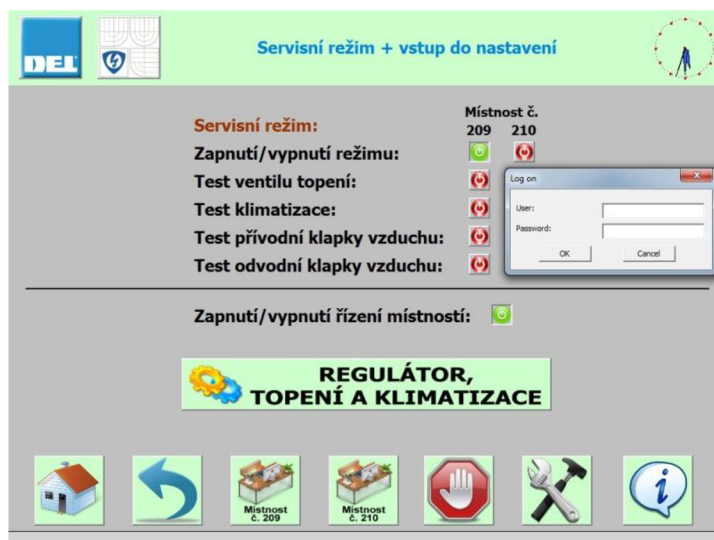 DEL
Servisní režim + vstup do nastavení
Místnost č.
Servisní režim:
209 210
Zapnutí/vypnutí režimu:
Test ventilu topení:
Test klimatizace:
Test přívodní klapky vzduchu:
Test odvodní klapky vzduchu:
Log on
User:
Password:
OK Cancel
Zapnutí/vypnutí řízení místností:
REGULÁTOR,
TOPENÍ A KLIMATIZACE
Místnost
č. 209
Místnost
č. 210